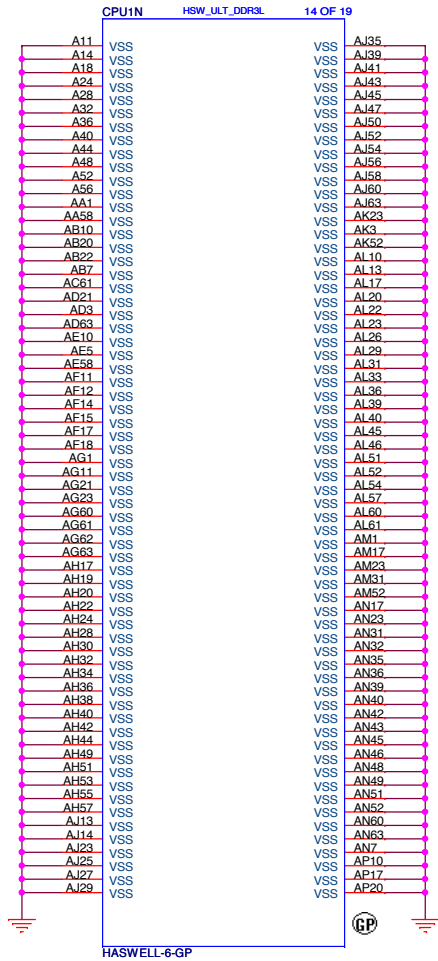 CPU1N HSW_ULT_DDR3L 14 OF 19
A11 VSS VSS AJ35
A14 VSS VSS AJ39
A18 VSS VSS AJ41
A24 VSS VSS AJ43
A28 VSS VSS AJ45
A32 VSS VSS AJ47
A36 VSS VSS AJ50
A40 VSS VSS AJ52
A44 VSS VSS AJ54
A48 VSS VSS AJ56
A52 VSS VSS AJ58
A56 VSS VSS AJ60
AA1 VSS VSS AJ63
AA58 VSS VSS AK23
AB10 VSS VSS AK3
AB20 VSS VSS AK52
AB22 VSS VSS AL10
AB7 VSS VSS AL13
AC61 VSS VSS AL17
AD21 VSS VSS AL20
AD3 VSS VSS AL22
AD63 VSS VSS AL23
AE10 VSS VSS AL26
AE5 VSS VSS AL29
AE58 VSS VSS AL31
AF11 VSS VSS AL33
AF12 VSS VSS AL36
AF14 VSS VSS AL39
AF15 VSS VSS AL40
AF17 VSS VSS AL45
AF18 VSS VSS AL46
AG1 VSS VSS AL51
AG11 VSS VSS AL52
AG21 VSS VSS AL54
AG23 VSS VSS AL57
AG60 VSS VSS AL60
AG61 VSS VSS AL61
AG62 VSS VSS AM1
AG63 VSS VSS AM17
AH17 VSS VSS AM23
AH19 VSS VSS AM31
AH20 VSS VSS AM52
AH22 VSS VSS AN17
AH24 VSS VSS AN23
AH28 VSS VSS AN31
AH30 VSS VSS AN32
AH32 VSS VSS AN35
AH34 VSS VSS AN36
AH36 VSS VSS AN39
AH38 VSS VSS AN40
AH40 VSS VSS AN42
AH42 VSS VSS AN43
AH44 VSS VSS AN45
AH49 VSS VSS AN46
AH51 VSS VSS AN48
AH53 VSS VSS AN49
AH55 VSS VSS AN51
AH57 VSS VSS AN52
AJ13 VSS VSS AN60
AJ14 VSS VSS AN63
AJ23 VSS VSS AN7
AJ25 VSS VSS AP10
AJ27 VSS VSS AP17
AJ29 VSS VSS AP20
GP
HASWELL-6-GP